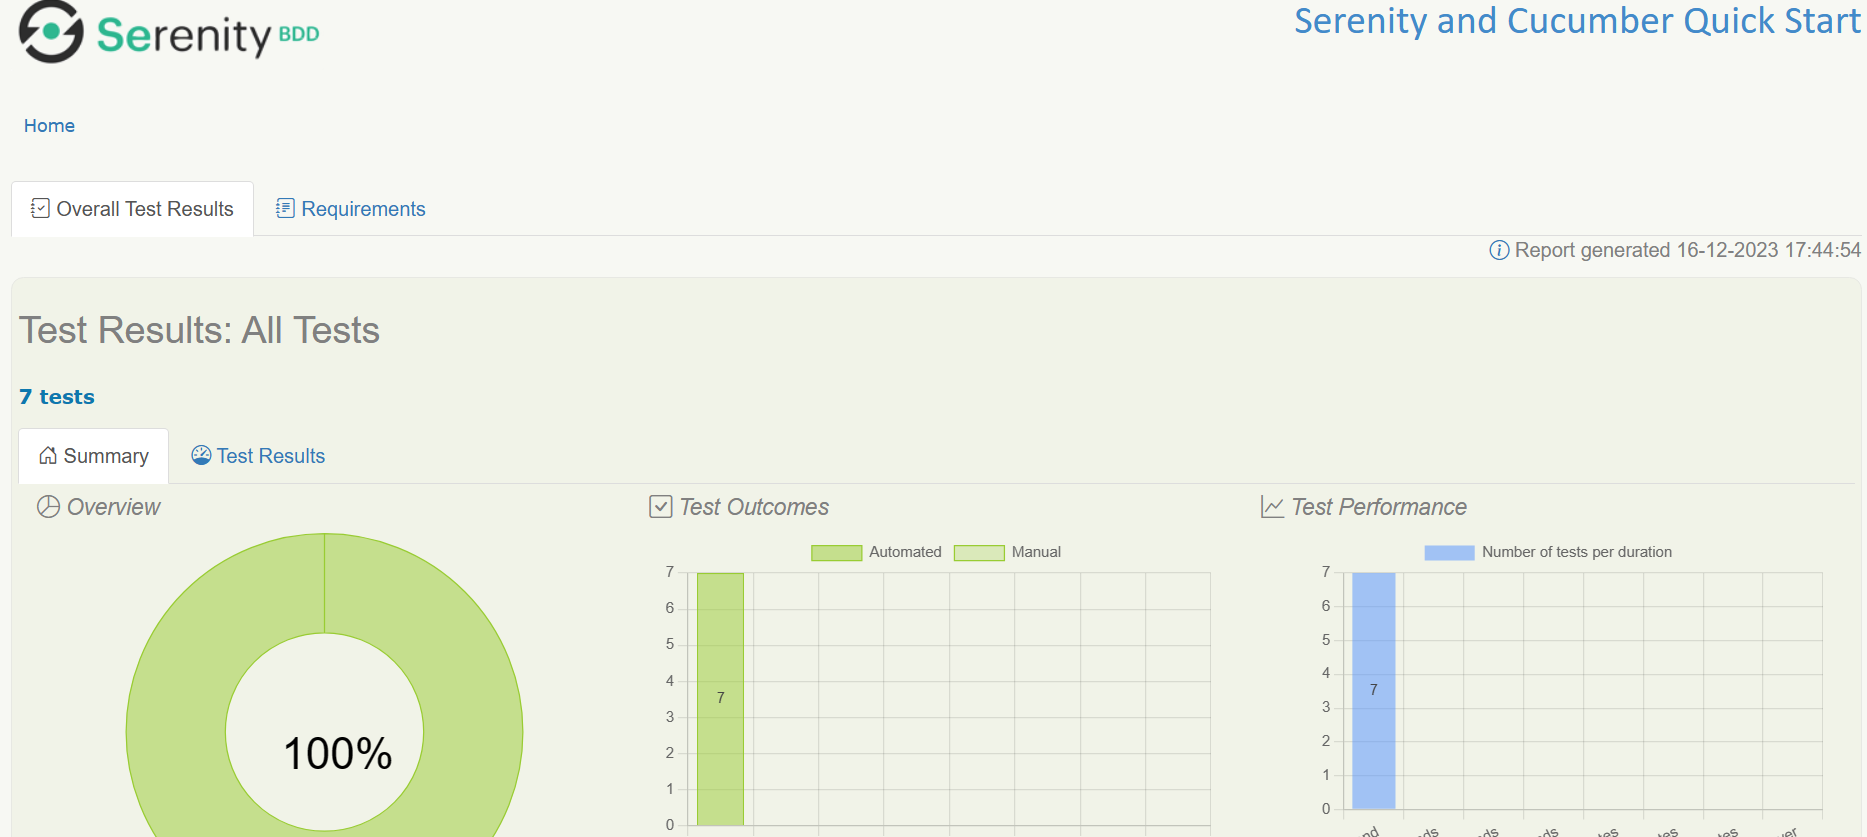 Serenity BDD
Serenity and Cucumber Quick Start
Home
Overall Test Results
Requirements
Report generated 16-12-2023 17:44:54
Test Results: All Tests
7 tests
Summary
Test Results
Overview
Test Outcomes
Test Performance
100%
Automated
Manual
7
6
5
4
3
2
1
0
7
Number of tests per duration
7
6
5
4
3
2
1
0
7